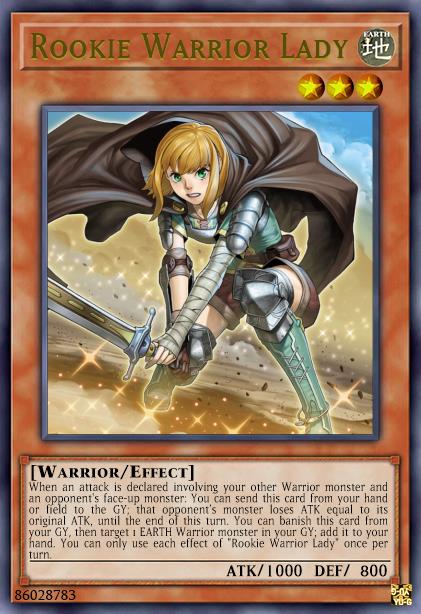 Rookie Warrior Lady
EARTH
地
[Warrior/Effect]
When an attack is declared involving your other Warrior monster and
an opponent's face-up monster: You can send this card from your hand
or field to the GY; that opponent's monster loses ATK equal to its
original ATK, until the end of this turn. You can banish this card from
your GY, then target 1 EARTH Warrior monster in your GY; add it to your
hand. You can only use each effect of "Rookie Warrior Lady" once per
turn.
ATK/1000 DEF/ 800
86028783